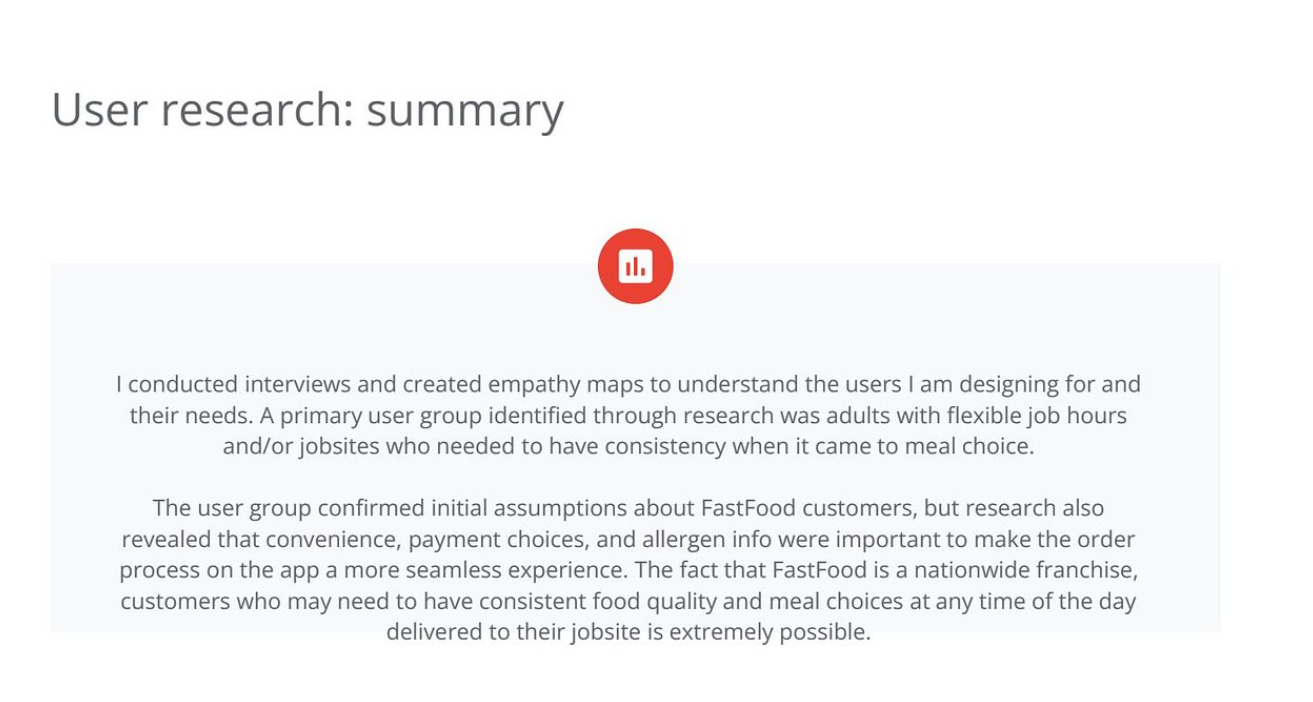 User research: summary
I conducted interviews and created empathy maps to understand the users I am designing for and
their needs. A primary user group identified through research was adults with flexible job hours
and/or jobsites who needed to have consistency when it came to meal choice.
The user group confirmed initial assumptions about FastFood customers, but research also
revealed that convenience, payment choices, and allergen info were important to make the order
process on the app a more seamless experience. The fact that FastFood is a nationwide franchise,
customers who may need to have consistent food quality and meal choices at any time of the day
delivered to their jobsite is extremely possible.